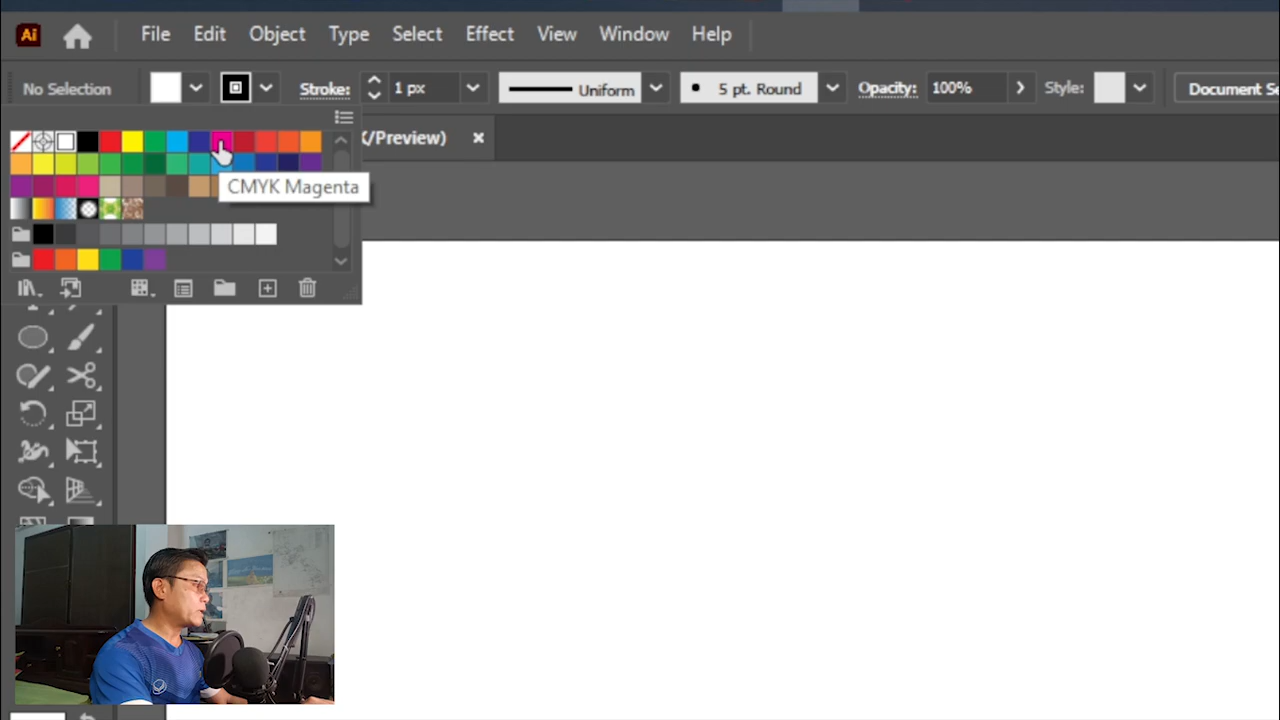 Ai File Edit Object Type Select Effect View Window Help
No Selection Stroke: 1 px Uniform 5 pt. Round Opacity: 100% Style: Document Se
/Preview)
CMYK Magenta